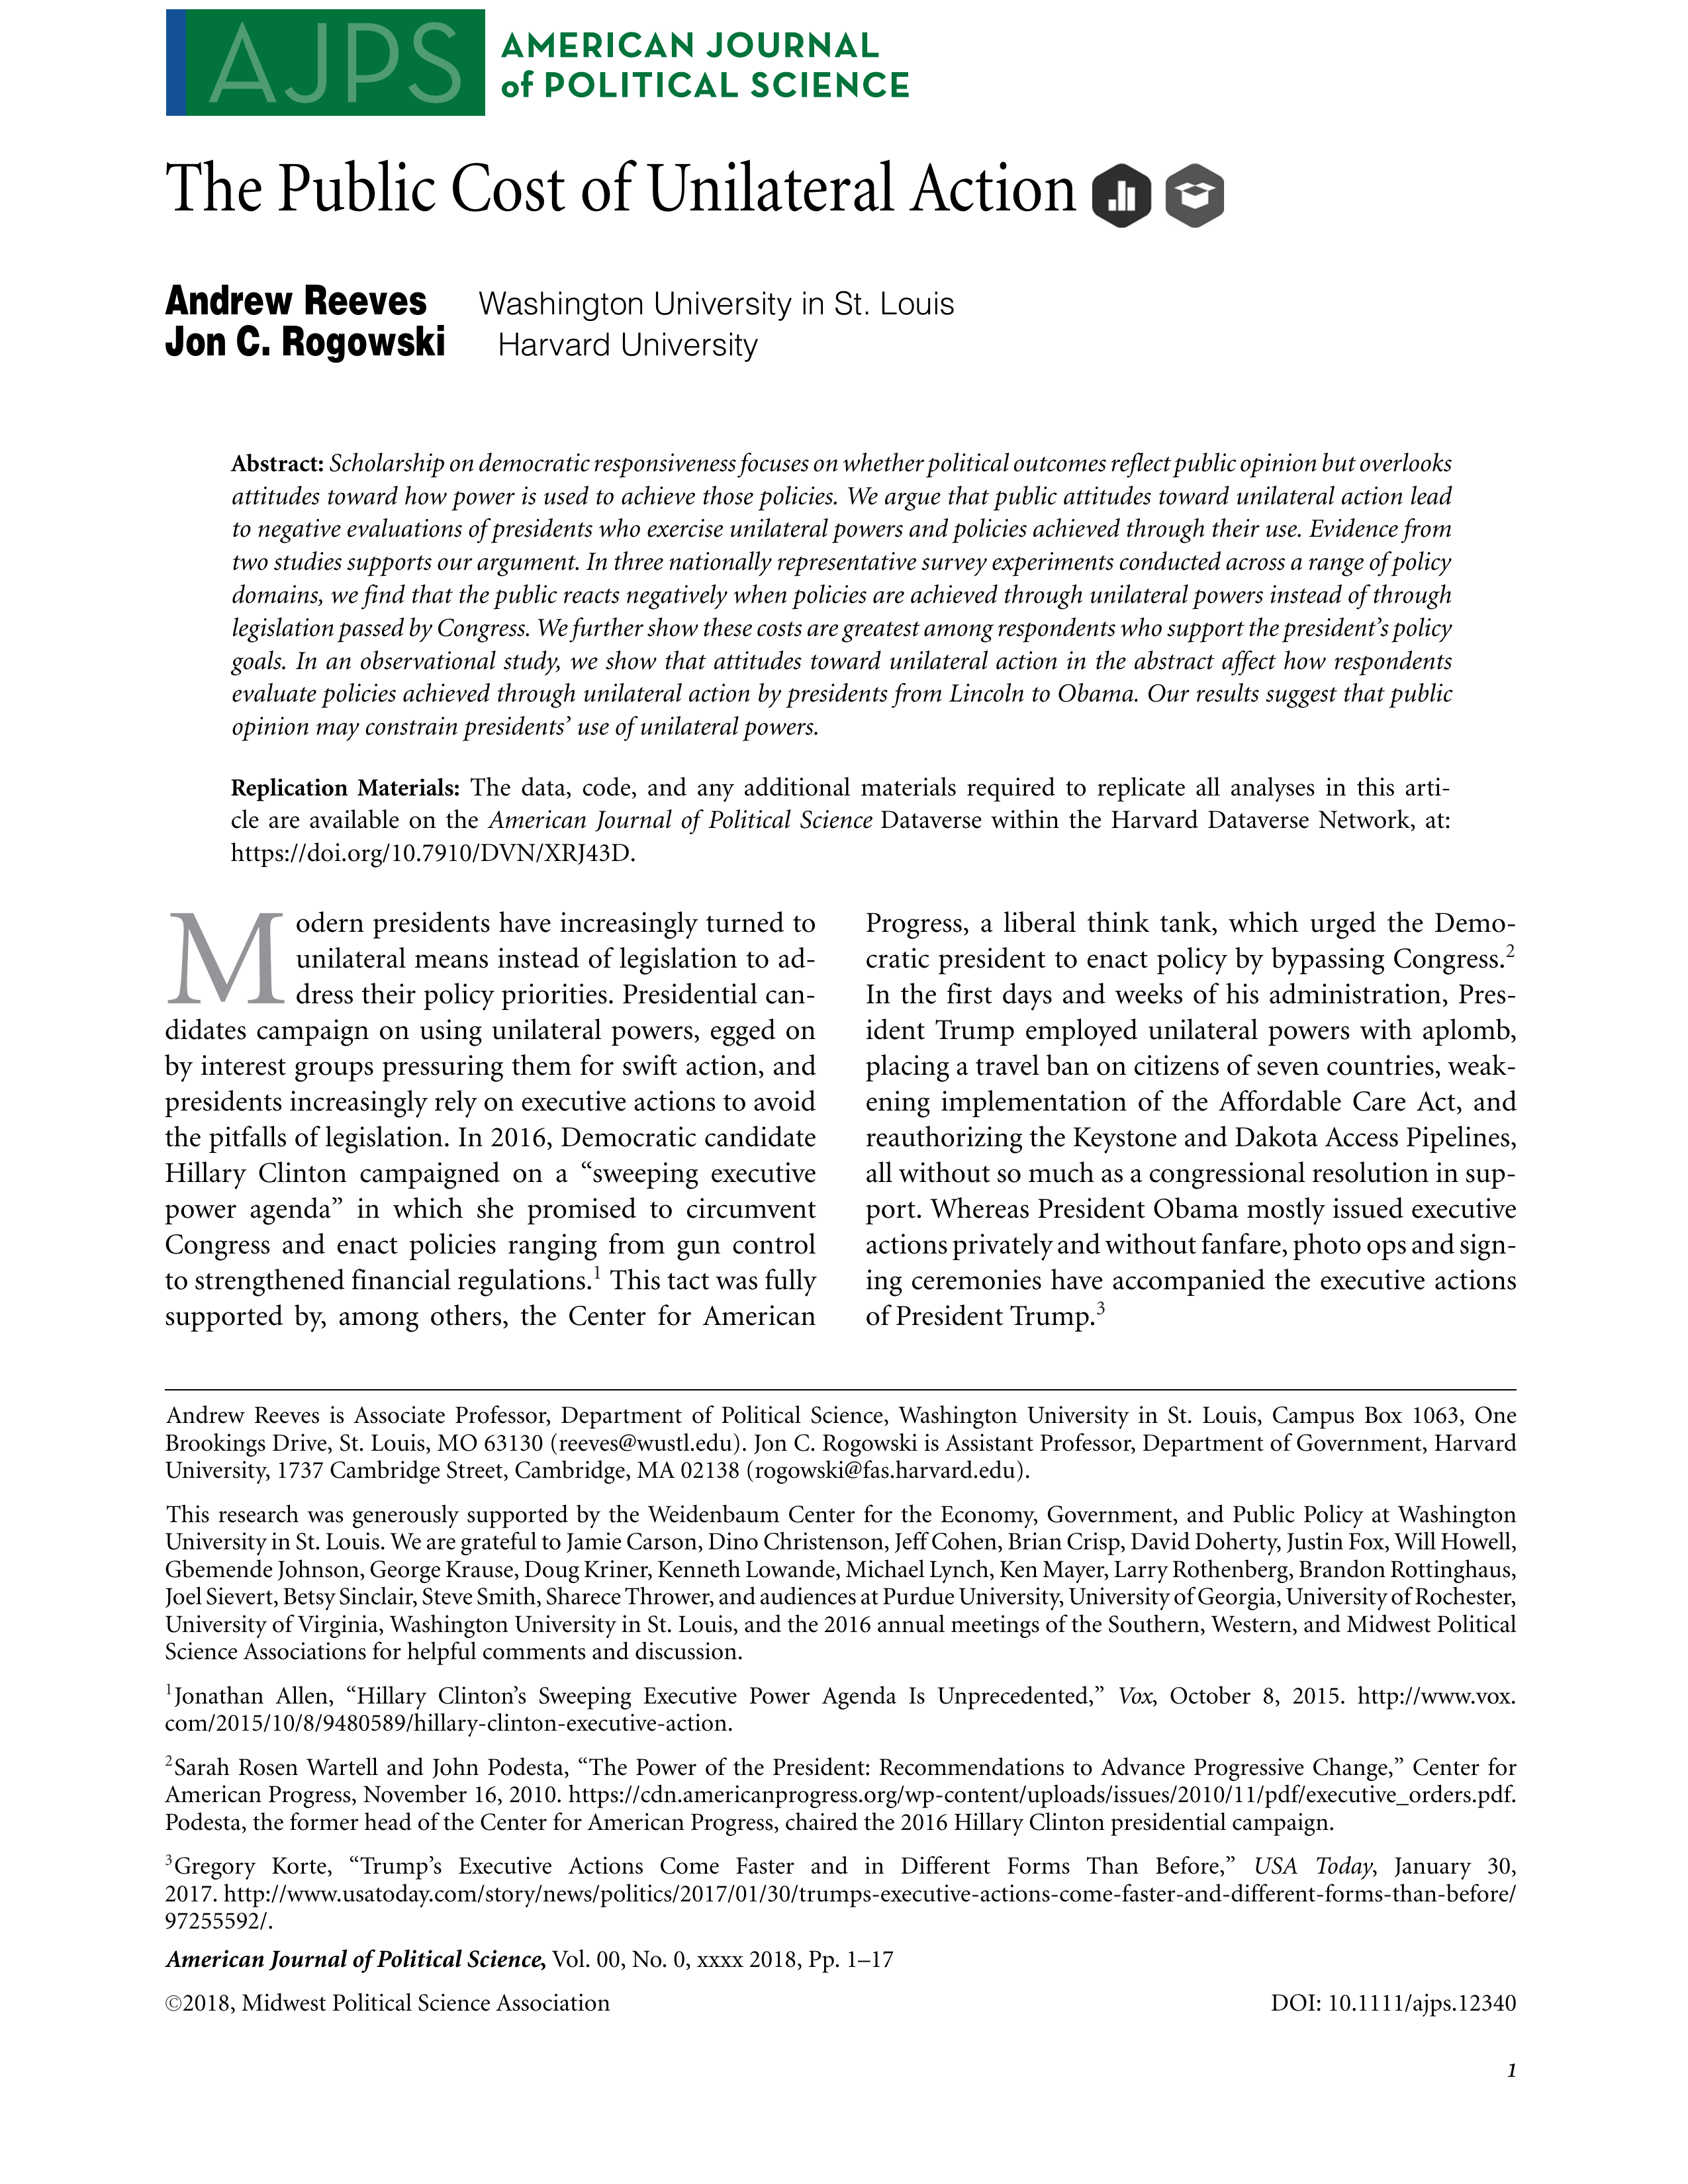 AJPS
AMERICAN JOURNAL
of POLITICAL SCIENCE
The Public Cost of Unilateral Action
Andrew Reeves Washington University in St. Louis
Jon C. Rogowski Harvard University
Abstract: Scholarship on democratic responsiveness focuses on whether political outcomes reflect public opinion but overlooks
attitudes toward how power is used to achieve those policies. We argue that public attitudes toward unilateral action lead
to negative evaluations of presidents who exercise unilateral powers and policies achieved through their use. Evidence from
two studies supports our argument. In three nationally representative survey experiments conducted across a range of policy
domains, we find that the public reacts negatively when policies are achieved through unilateral powers instead of through
legislation passed by Congress. We further show these costs are greatest among respondents who support the president's policy
goals. In an observational study, we show that attitudes toward unilateral action in the abstract affect how respondents
evaluate policies achieved through unilateral action by presidents from Lincoln to Obama. Our results suggest that public
opinion may constrain presidents' use of unilateral powers.
Replication Materials: The data, code, and any additional materials required to replicate all analyses in this arti-
cle are available on the American Journal of Political Science Dataverse within the Harvard Dataverse Network, at:
https://doi.org/10.7910/DVN/XRJ43D.
Modern presidents have increasingly turned to
unilateral means instead of legislation to ad-
dress their policy priorities. Presidential can-
didates campaign on using unilateral powers, egged on
by interest groups pressuring them for swift action, and
presidents increasingly rely on executive actions to avoid
the pitfalls of legislation. In 2016, Democratic candidate
Hillary Clinton campaigned on a “sweeping executive
power agenda” in which she promised to circumvent
Congress and enact policies ranging from gun control
to strengthened financial regulations.1 This tact was fully
supported by, among others, the Center for American
Progress, a liberal think tank, which urged the Demo-
cratic president to enact policy by bypassing Congress.2
In the first days and weeks of his administration, Pres-
ident Trump employed unilateral powers with aplomb,
placing a travel ban on citizens of seven countries, weak-
ening implementation of the Affordable Care Act, and
reauthorizing the Keystone and Dakota Access Pipelines,
all without so much as a congressional resolution in sup-
port. Whereas President Obama mostly issued executive
actions privately and without fanfare, photo ops and sign-
ing ceremonies have accompanied the executive actions
of President Trump.3
Andrew Reeves is Associate Professor, Department of Political Science, Washington University in St. Louis, Campus Box 1063, One
Brookings Drive, St. Louis, MO 63130 (reeves@wustl.edu). Jon C. Rogowski is Assistant Professor, Department of Government, Harvard
University, 1737 Cambridge Street, Cambridge, MA 02138 (rogowski@fas.harvard.edu).
This research was generously supported by the Weidenbaum Center for the Economy, Government, and Public Policy at Washington
University in St. Louis. We are grateful to Jamie Carson, Dino Christenson, Jeff Cohen, Brian Crisp, David Doherty, Justin Fox, Will Howell,
Gbemende Johnson, George Krause, Doug Kriner, Kenneth Lowande, Michael Lynch, Ken Mayer, Larry Rothenberg, Brandon Rottinghaus,
Joel Sievert, Betsy Sinclair, Steve Smith, Sharece Thrower, and audiences at Purdue University, University of Georgia, University of Rochester,
University of Virginia, Washington University in St. Louis, and the 2016 annual meetings of the Southern, Western, and Midwest Political
Science Associations for helpful comments and discussion.
1Jonathan Allen, “Hillary Clinton's Sweeping Executive Power Agenda Is Unprecedented,” Vox, October 8, 2015. http://www.vox.
com/2015/10/8/9480589/hillary-clinton-executive-action.
2Sarah Rosen Wartell and John Podesta, “The Power of the President: Recommendations to Advance Progressive Change,” Center for
American Progress, November 16, 2010. https://cdn.americanprogress.org/wp-content/uploads/issues/2010/11/pdf/executive_orders.pdf.
Podesta, the former head of the Center for American Progress, chaired the 2016 Hillary Clinton presidential campaign.
3Gregory Korte, “Trump's Executive Actions Come Faster and in Different Forms Than Before,” USA Today, January 30,
2017. http://www.usatoday.com/story/news/politics/2017/01/30/trumps-executive-actions-come-faster-and-different-forms-than-before/
97255592/.
American Journal of Political Science, Vol. 00, No. 0, xxxx 2018, Pp. 1–17
©2018, Midwest Political Science Association DOI: 10.1111/ajps.12340
1